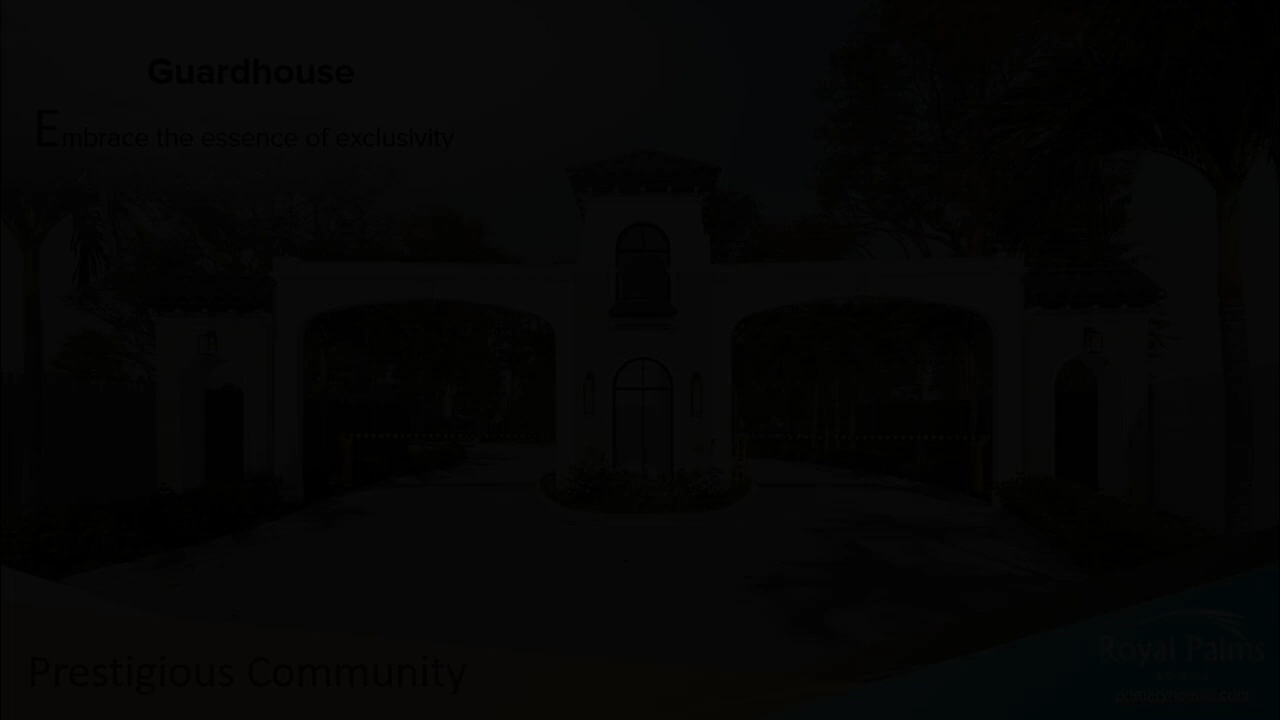 Guardhouse
Embrace the essence of exclusivity
Prestigious Community
Royal Palms